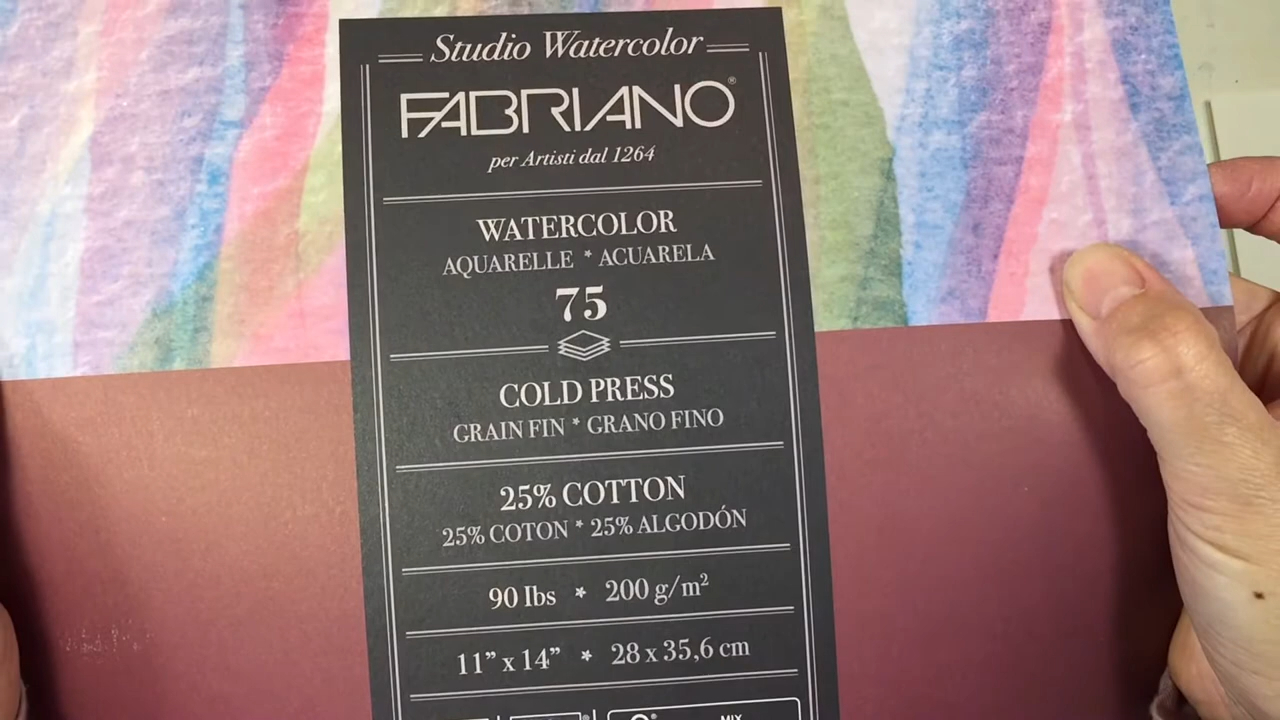 Studio Watercolor
FABRIANO®
per Artisti dal 1264
WATERCOLOR
AQUARELLE * ACUARELA
75
COLD PRESS
GRAIN FIN * GRANO FINO
25% COTTON
25% COTON * 25% ALGODÓN
90 lbs * 200 g/m²
11” x 14” * 28 x 35,6 cm
MIX